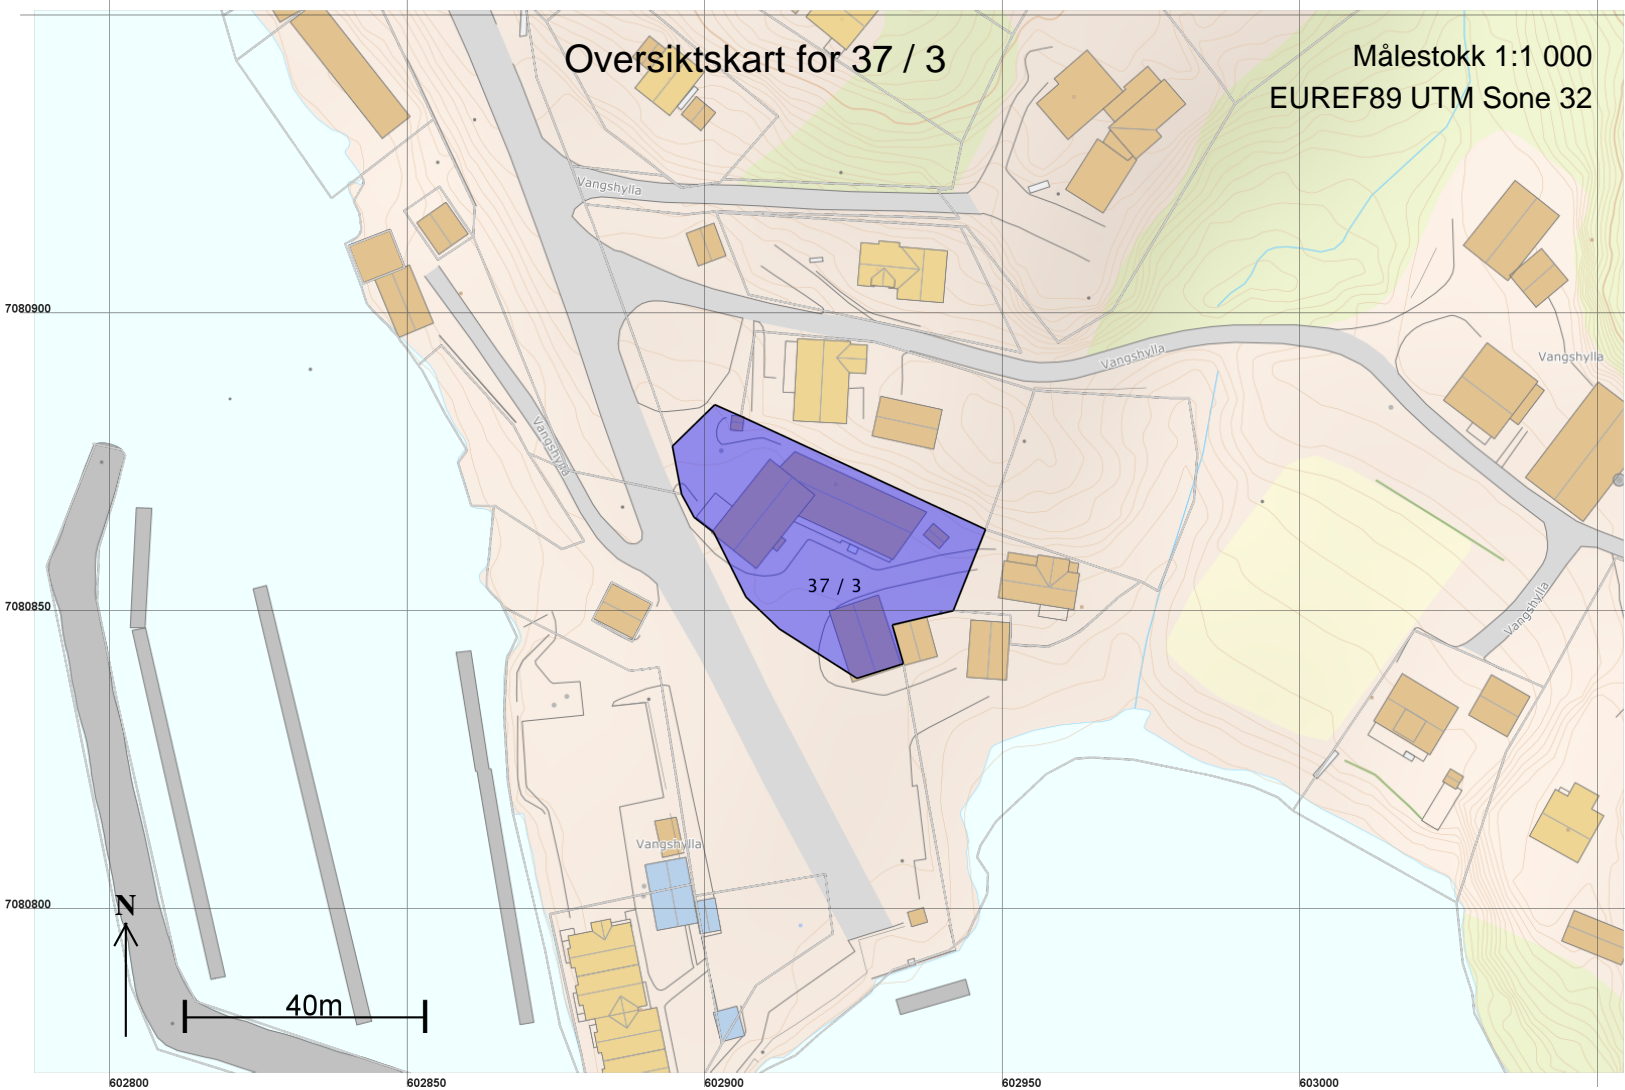 Oversiktskart for 37 / 3
Målestokk 1:1 000
EUREF89 UTM Sone 32
Vangshylla
7080900
Vangshylla
Vangshylla
Vangshylla
37 / 3
7080850
Vangshylla
Vangshylla
7080800
N
40m
602800
602850
602900
602950
603000